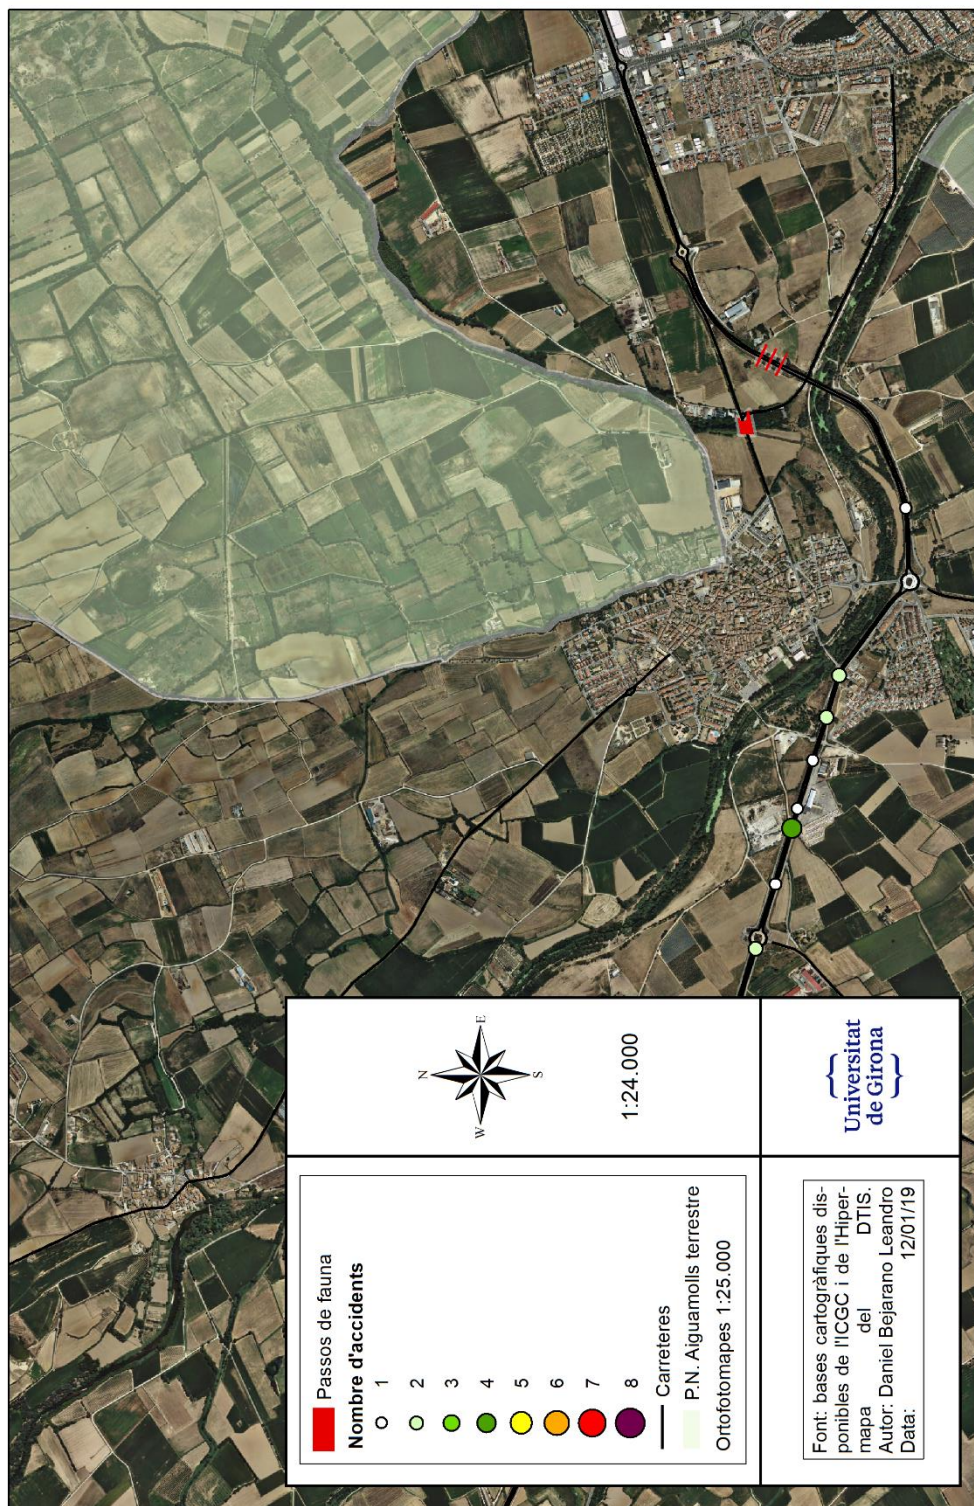 Passos de fauna
Nombre d'accidents
1
2
3
4
5
6
7
8
Carreteres
P.N. Aiguamolls terrestre
Ortofotomapes 1:25.000
N
W
E
S
1:24.000
Font: bases cartogràfiques dis-
ponibles de l'ICGC i de l'Hiper-
mapa del DTIS.
Autor: Daniel Bejarano Leandro
Data: 12/01/19
Universitat
de Girona